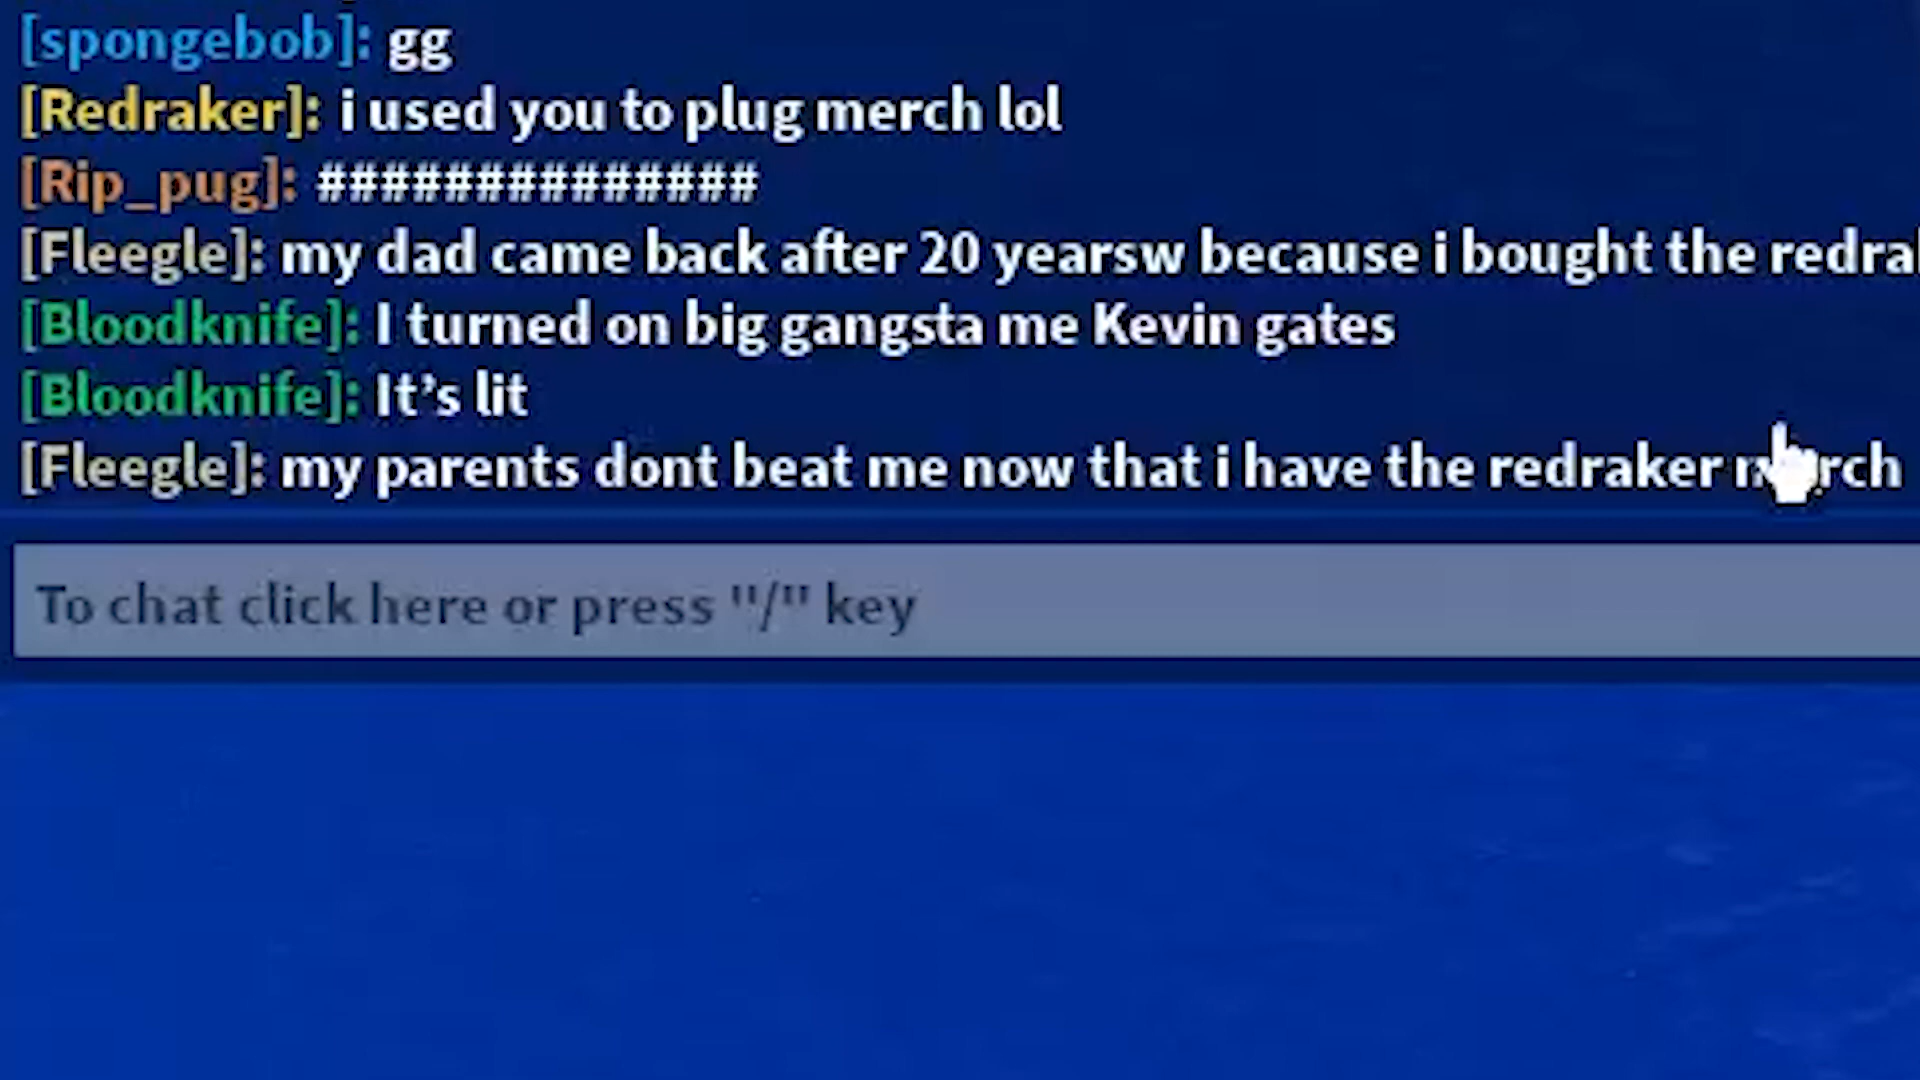 [spongebob]: gg
[Redraker]: i used you to plug merch lol
[Rip_pug]: ##############
[Fleegle]: my dad came back after 20 yearsw because i bought the
[Bloodknife]: I turned on big gangsta me Kevin gates
[Bloodknife]: It’s lit
[Fleegle]: my parents dont beat me now that i have the redraker merch
To chat click here or press "/" key